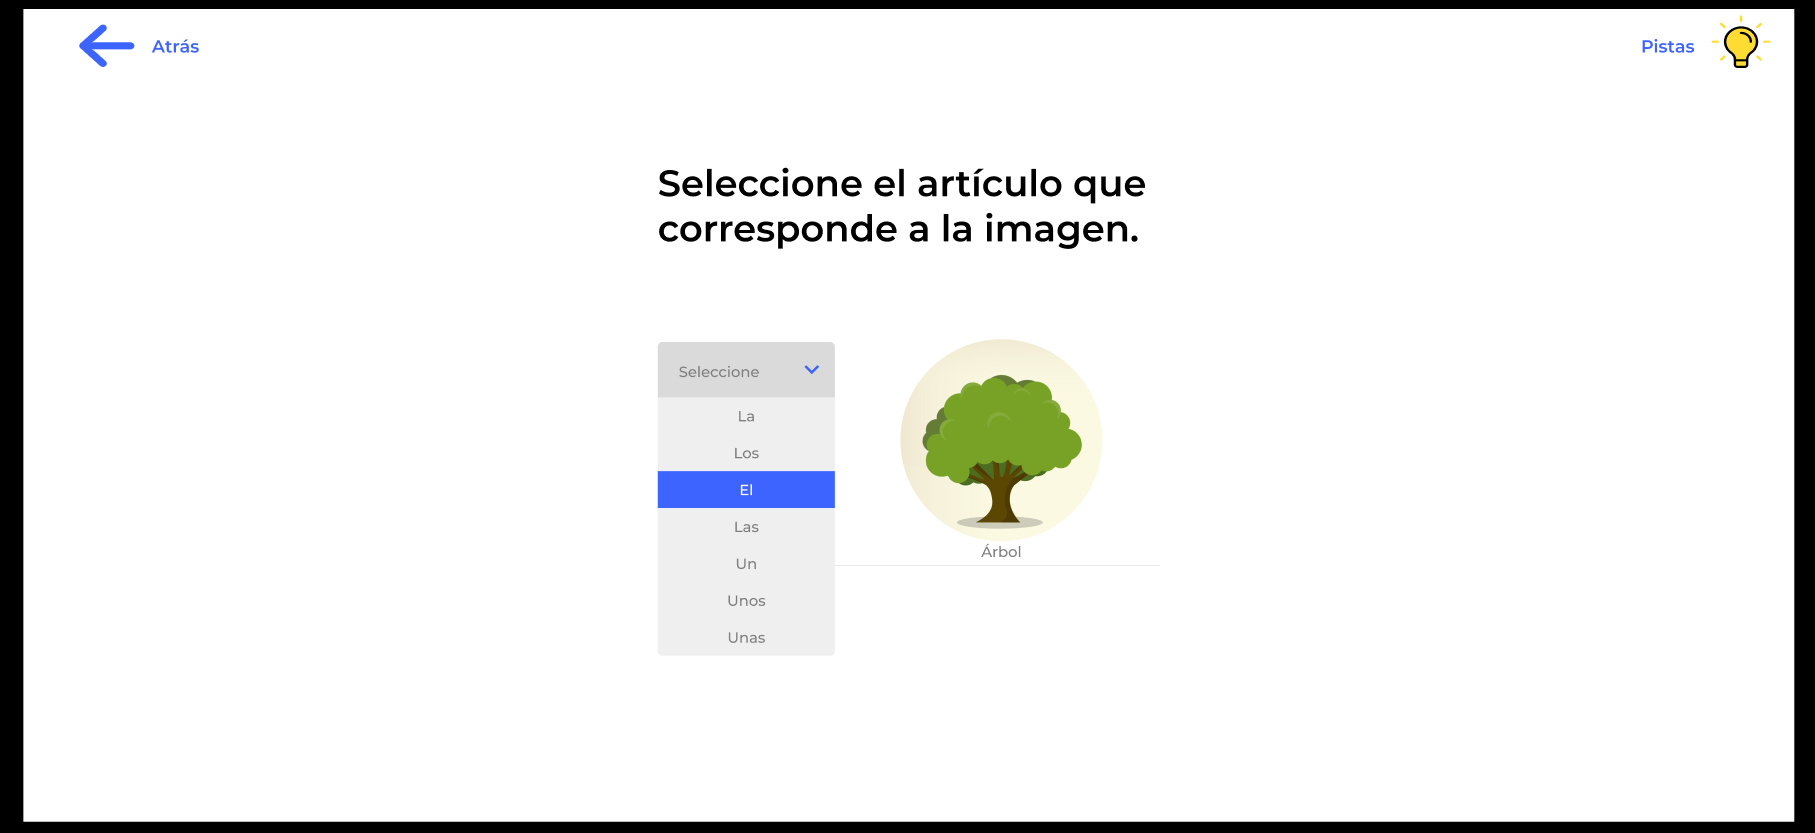 Atrás
Pistas
Seleccione el artículo que
corresponde a la imagen.
Seleccione
La
Los
El
Las
Un
Unos
Unas
Árbol